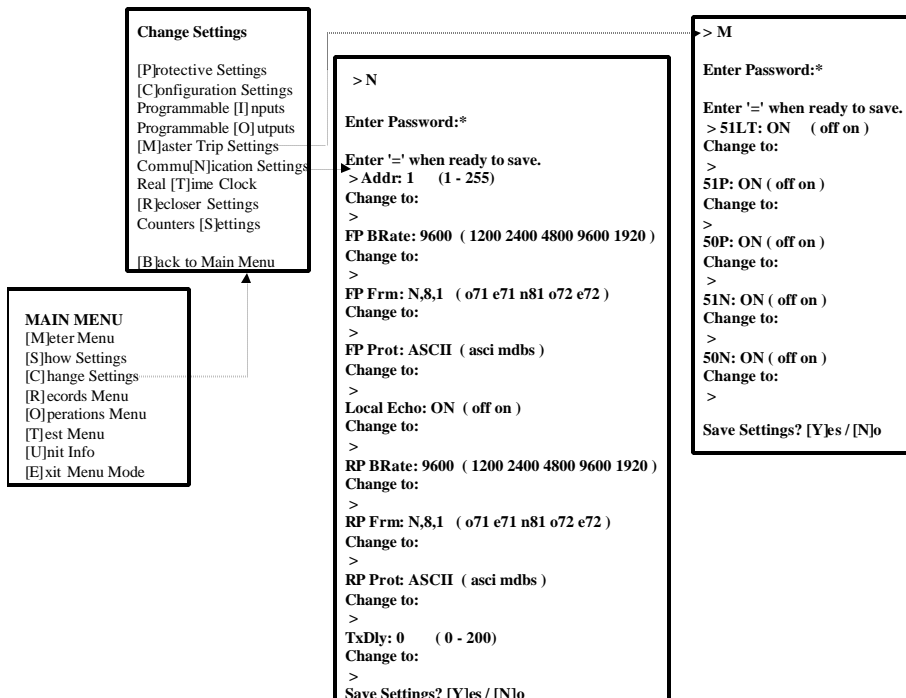 Change Settings
[P]rotective Settings
[C]onfiguration Settings
Programmable [I]nputs
Programmable [O]utputs
[M]aster Trip Settings
Commu[N]ication Settings
Real [T]ime Clock
[R]ecloser Settings
Counters [S]ettings
[B]ack to Main Menu
MAIN MENU
[M]eter Menu
[S]how Settings
[C]hange Settings
[R]ecords Menu
[O]perations Menu
[T]est Menu
[U]nit Info
[E]xit Menu Mode
> N
Enter Password:*
Enter '=' when ready to save.
> Addr: 1 (1 - 255)
Change to:
>
FP BRate: 9600 ( 1200 2400 4800 9600 1920 )
Change to:
>
FP Frm: N,8,1 ( o71 e71 n81 o72 e72 )
Change to:
>
FP Prot: ASCII ( asci mdbs )
Change to:
>
Local Echo: ON ( off on )
Change to:
>
RP BRate: 9600 ( 1200 2400 4800 9600 1920 )
Change to:
>
RP Frm: N,8,1 ( o71 e71 n81 o72 e72 )
Change to:
>
RP Prot: ASCII ( asci mdbs )
Change to:
>
TxDly: 0 ( 0 - 200)
Change to:
>
Save Settings? [Y]es / [N]o
> M
Enter Password:*
Enter '=' when ready to save.
> 51LT: ON ( off on )
Change to:
>
51P: ON ( off on )
Change to:
>
50P: ON ( off on )
Change to:
>
51N: ON ( off on )
Change to:
>
50N: ON ( off on )
Change to:
>
Save Settings? [Y]es / [N]o